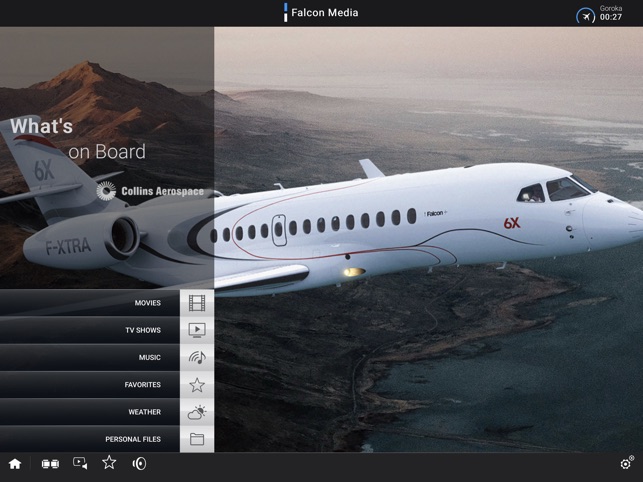 Falcon Media
Goroka
00:27
What's
on Board
Collins Aerospace
6X
F-XTRA
Falcon
6X
MOVIES
TV SHOWS
MUSIC
FAVORITES
WEATHER
PERSONAL FILES